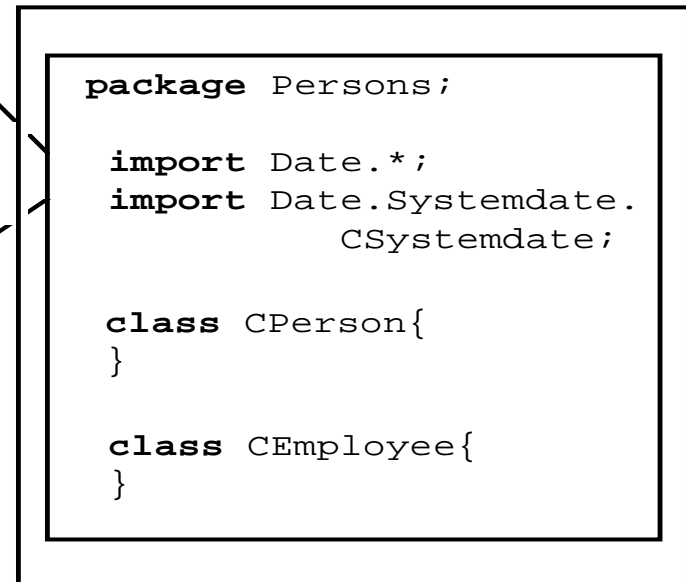 package Persons;
import Date.*;
import Date.Systemdate.
CSystemdate;
class CPerson{
}
class CEmployee{
}